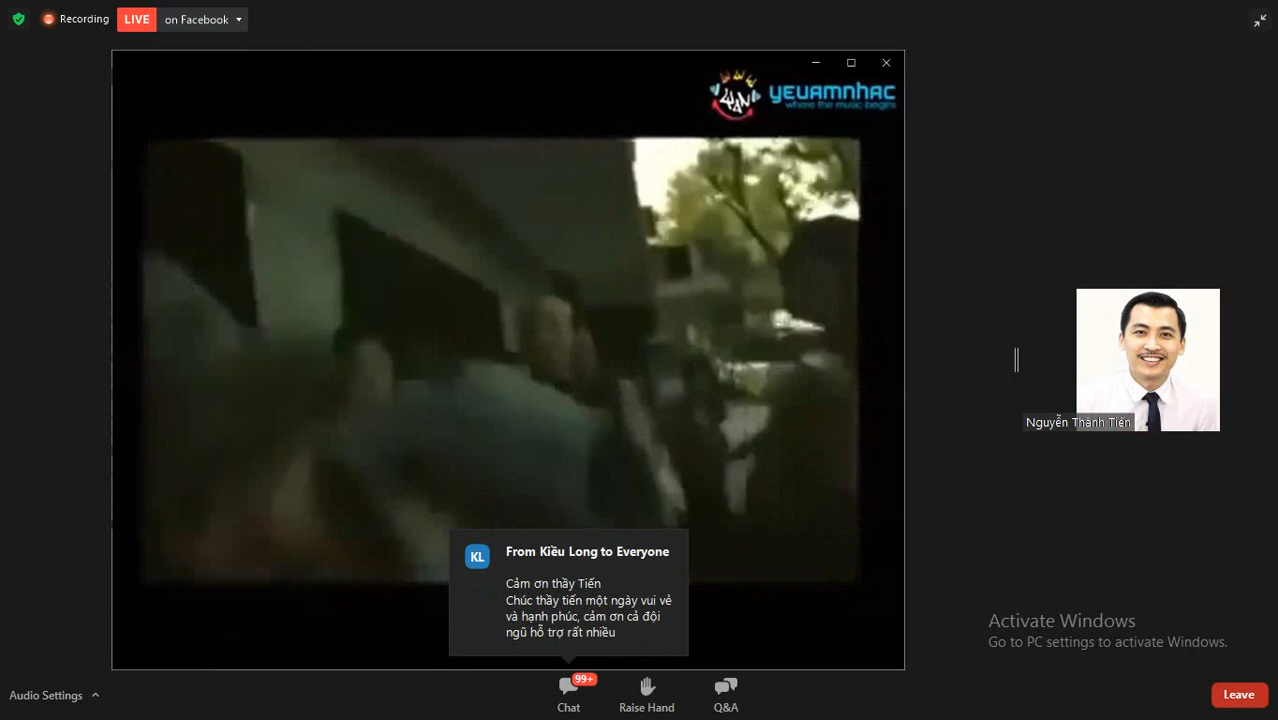 Recording
LIVE
on Facebook
YEUAMNHAC
where the music begins
Nguyễn Thành Tiến
KL
From Kiều Long to Everyone
Cảm ơn thầy Tiến
Chúc thầy tiến một ngày vui vẻ
và hạnh phúc, cảm ơn cả đội
ngũ hỗ trợ rất nhiều
Activate Windows
Go to PC settings to activate Windows.
Audio Settings
99+
Chat
Raise Hand
Q&A
Leave